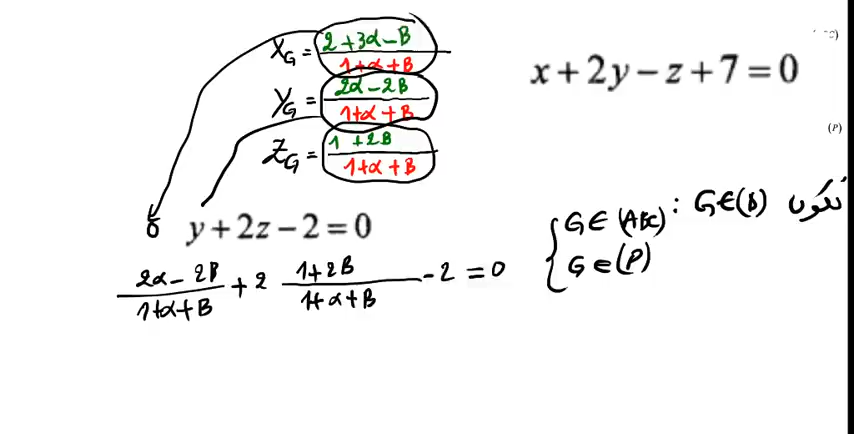 X_G = (2 + 3α - B)/(1 + α + B)
Y_G = (2α - 2B)/(1 + α + B)
Z_G = (1 + 2B)/(1 + α + B)
x + 2y − z + 7 = 0
(P)
y + 2z − 2 = 0
(2α - 2B)/(1 + α + B) + 2 (1 + 2B)/(1 + α + B) - 2 = 0
تكون G∈(D) :
{ G∈(ABC)
G∈(P)